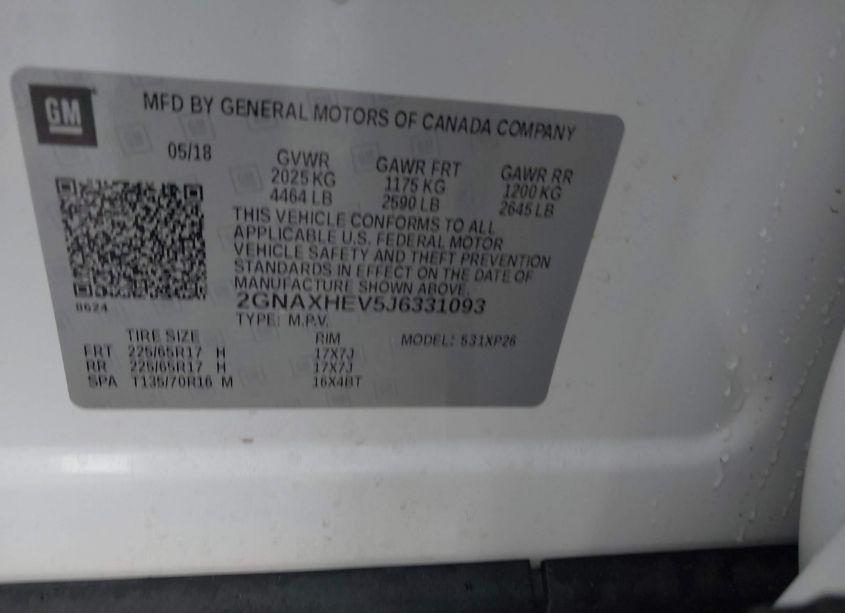 GM
MFD BY GENERAL MOTORS OF CANADA COMPANY
05/18
GVWR
2025 KG
4464 LB
GAWR FRT
1175 KG
2590 LB
GAWR RR
1200 KG
2645 LB
THIS VEHICLE CONFORMS TO ALL
APPLICABLE U.S. FEDERAL MOTOR
VEHICLE SAFETY AND THEFT PREVENTION
STANDARDS IN EFFECT ON THE DATE OF
MANUFACTURE SHOWN ABOVE.
2GNAXHEV5J6331093
TYPE: M.P.V.
0624
TIRE SIZE RIM MODEL: 531XP26
FRT 225/65R17 H 17X7J
RR 225/65R17 H 17X7J
SPA T135/70R16 M 16X4BT